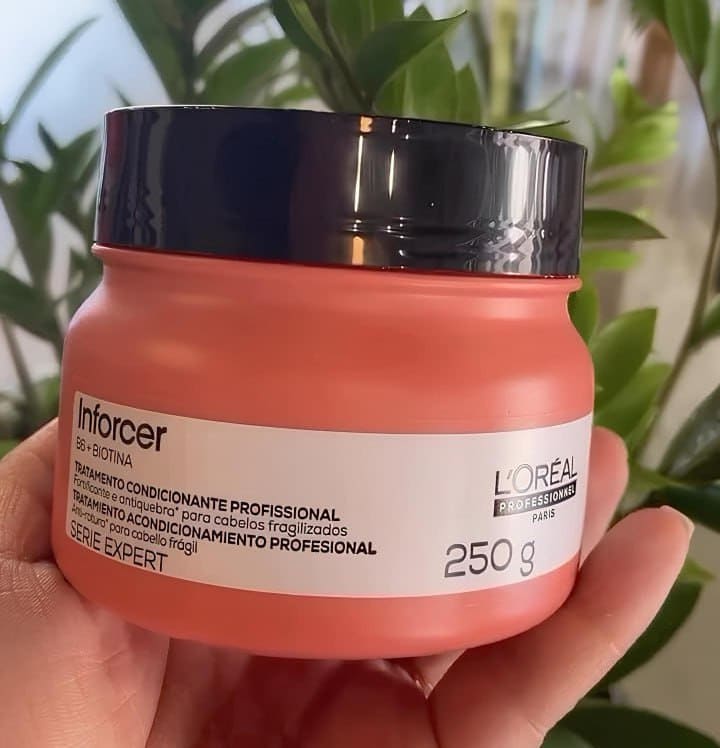 Inforcer
B6+BIOTINA
TRATAMENTO CONDICIONANTE PROFISSIONAL
Fortificante e antiquebra* para cabelos fragilizados
TRATAMIENTO ACONDICIONAMIENTO PROFESIONAL
Anti-rotura* para cabello frágil
SERIE EXPERT
L'ORÉAL
PROFESSIONNEL
PARIS
250 g